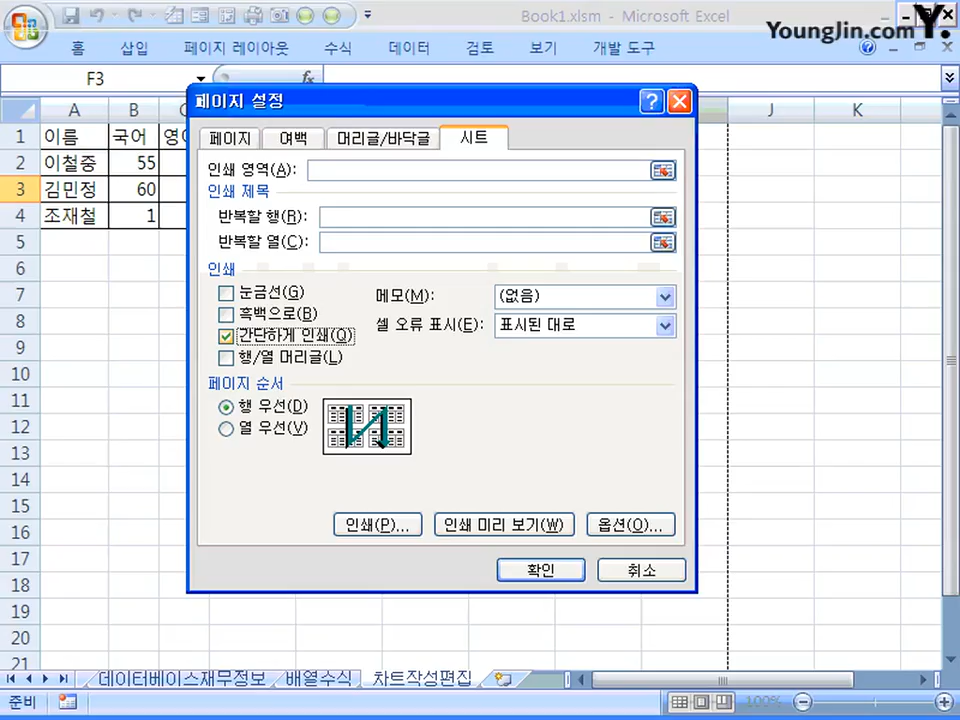 Book1.xlsm - Microsoft Excel
YoungJin.com Y.
홈 삽입 페이지 레이아웃 수식 데이터 검토 보기 개발 도구
F3 fx
A B J K
1 이름 국어
2 이철중 55
3 김민정 60
4 조재철 1
5
6
7
8
9
10
11
12
13
14
15
16
17
18
19
20
21
페이지 설정
페이지 여백 머리글/바닥글 시트
인쇄 영역(A):
인쇄 제목
반복할 행(R):
반복할 열(C):
인쇄
눈금선(G) 메모(M): (없음)
흑백으로(B)
셀 오류 표시(E): 표시된 대로
간단하게 인쇄(Q)
행/열 머리글(L)
페이지 순서
행 우선(D)
열 우선(V)
인쇄(P)... 인쇄 미리 보기(W) 옵션(O)...
확인 취소
데이터베이스재무정보 배열수식 차트작성편집
준비 100%